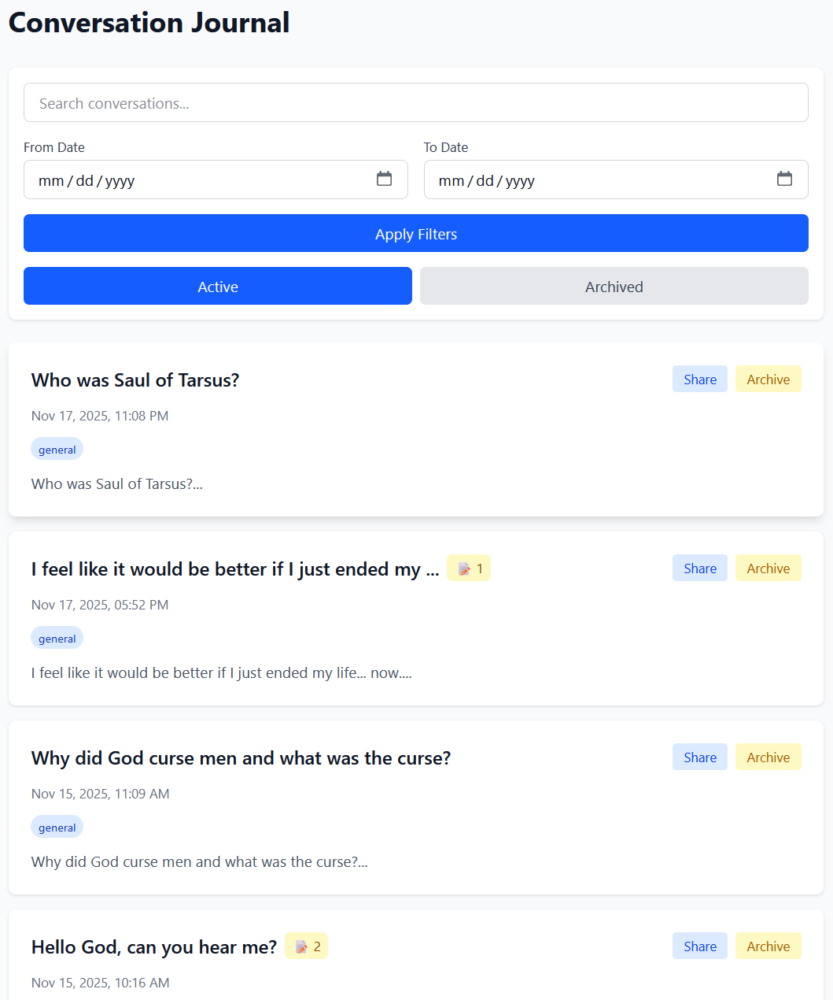 Conversation Journal
Search conversations...
From Date
To Date
mm/dd/yyyy
mm/dd/yyyy
Apply Filters
Active
Archived
Who was Saul of Tarsus?
Share
Archive
Nov 17, 2025, 11:08 PM
general
Who was Saul of Tarsus?...
I feel like it would be better if I just ended my ...
1
Share
Archive
Nov 17, 2025, 05:52 PM
general
I feel like it would be better if I just ended my life... now....
Why did God curse men and what was the curse?
Share
Archive
Nov 15, 2025, 11:09 AM
general
Why did God curse men and what was the curse?...
Hello God, can you hear me?
2
Share
Archive
Nov 15, 2025, 10:16 AM